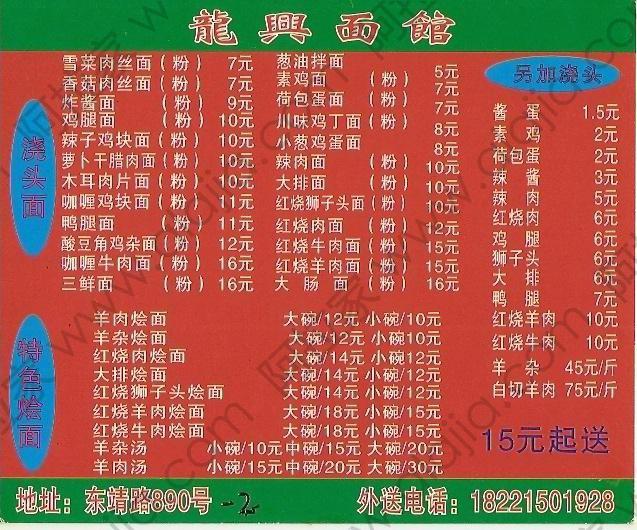 龍興面館
浇头面
雪菜肉丝面（粉） 7元
香菇肉丝面（粉） 7元
炸酱面（粉） 9元
鸡腿面（粉） 10元
辣子鸡块面（粉） 10元
萝卜干腊肉面（粉） 10元
木耳肉片面（粉） 10元
咖喱鸡块面（粉） 11元
鸭腿面（粉） 11元
酸豆角鸡杂面（粉） 12元
咖喱牛肉面（粉） 16元
三鲜面（粉） 16元
葱油拌面 5元
素鸡面（粉） 7元
荷包蛋面（粉） 7元
川味鸡丁面（粉） 8元
小葱鸡蛋面 8元
辣肉面（粉） 10元
大排面（粉） 10元
红烧狮子头面（粉） 10元
红烧肉面（粉） 12元
红烧牛肉面（粉） 15元
红烧羊肉面（粉） 15元
大肠面（粉） 16元
另加浇头
酱蛋 1.5元
素鸡 2元
荷包蛋 2元
辣酱 3元
辣肉 5元
红烧肉 6元
鸡腿 6元
狮子头 6元
大排 6元
鸭腿 7元
红烧羊肉 10元
红烧牛肉 10元
羊杂 45元/斤
白切羊肉 75元/斤
特色烩面
羊肉烩面 大碗/12元 小碗/10元
羊杂烩面 大碗/12元 小碗/10元
红烧肉烩面 大碗/14元 小碗/12元
大排烩面 大碗/14元 小碗/12元
红烧狮子头烩面 大碗/14元 小碗/12元
红烧羊肉烩面 大碗/18元 小碗/15元
红烧牛肉烩面 大碗/18元 小碗/15元
羊杂汤 小碗/10元 中碗/15元 大碗/20元
羊肉汤 小碗/15元 中碗/20元 大碗/30元
15元起送
地址：东靖路890号-2
外送电话：18221501928